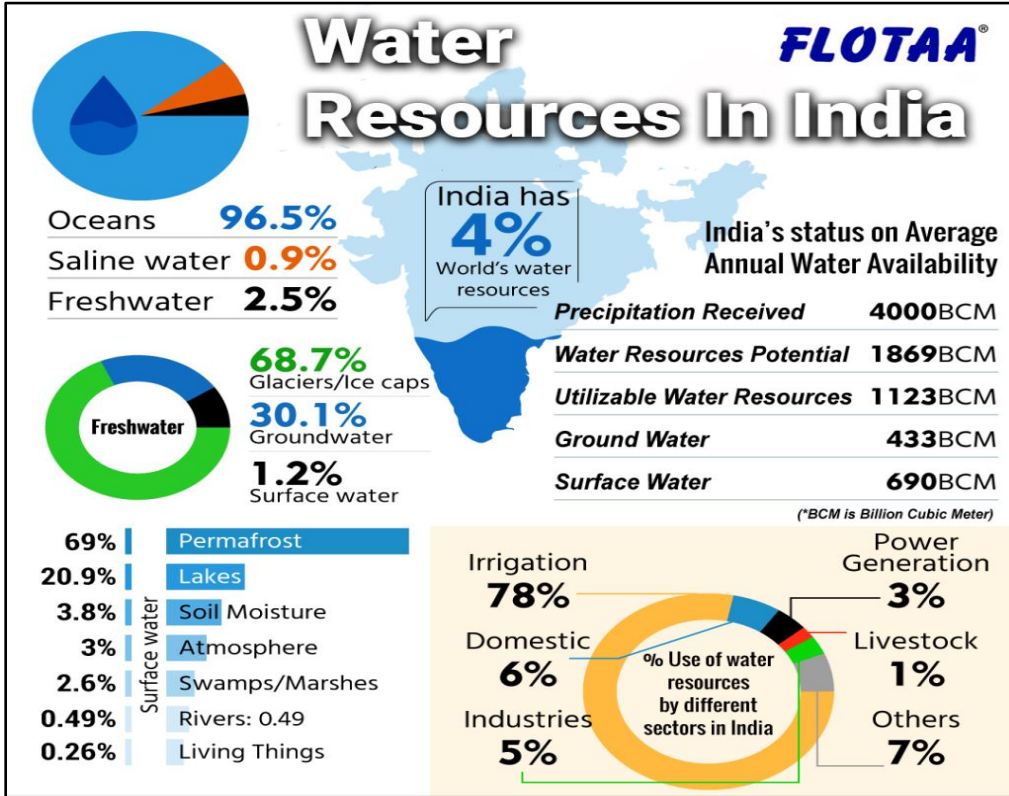 Water
Resources In India
FLOTAA®
Oceans 96.5%
Saline water 0.9%
Freshwater 2.5%
India has
4%
World's water
resources
India's status on Average
Annual Water Availability
Precipitation Received 4000BCM
Water Resources Potential 1869BCM
Utilizable Water Resources 1123BCM
Ground Water 433BCM
Surface Water 690BCM
(*BCM is Billion Cubic Meter)
Freshwater
68.7%
Glaciers/Ice caps
30.1%
Groundwater
1.2%
Surface water
Surface water
69% Permafrost
20.9% Lakes
3.8% Soil Moisture
3% Atmosphere
2.6% Swamps/Marshes
0.49% Rivers: 0.49
0.26% Living Things
Irrigation
78%
Domestic
6%
Industries
5%
% Use of water
resources
by different
sectors in India
Power
Generation
3%
Livestock
1%
Others
7%